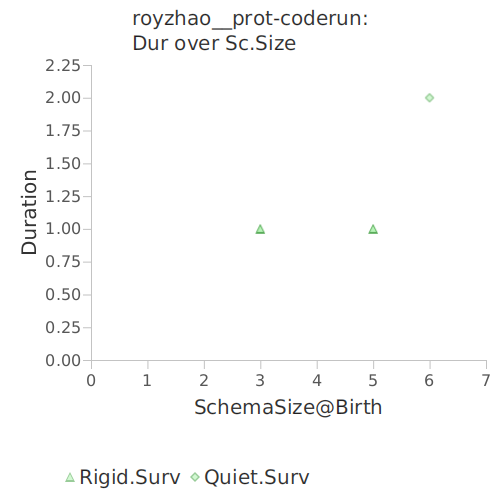 royzhao__prot-coderun:
Dur over Sc.Size
2.25
2.00
1.75
1.50
1.25
1.00
0.75
0.50
0.25
0.00
Duration
0 1 2 3 4 5 6 7
SchemaSize@Birth
Rigid.Surv Quiet.Surv